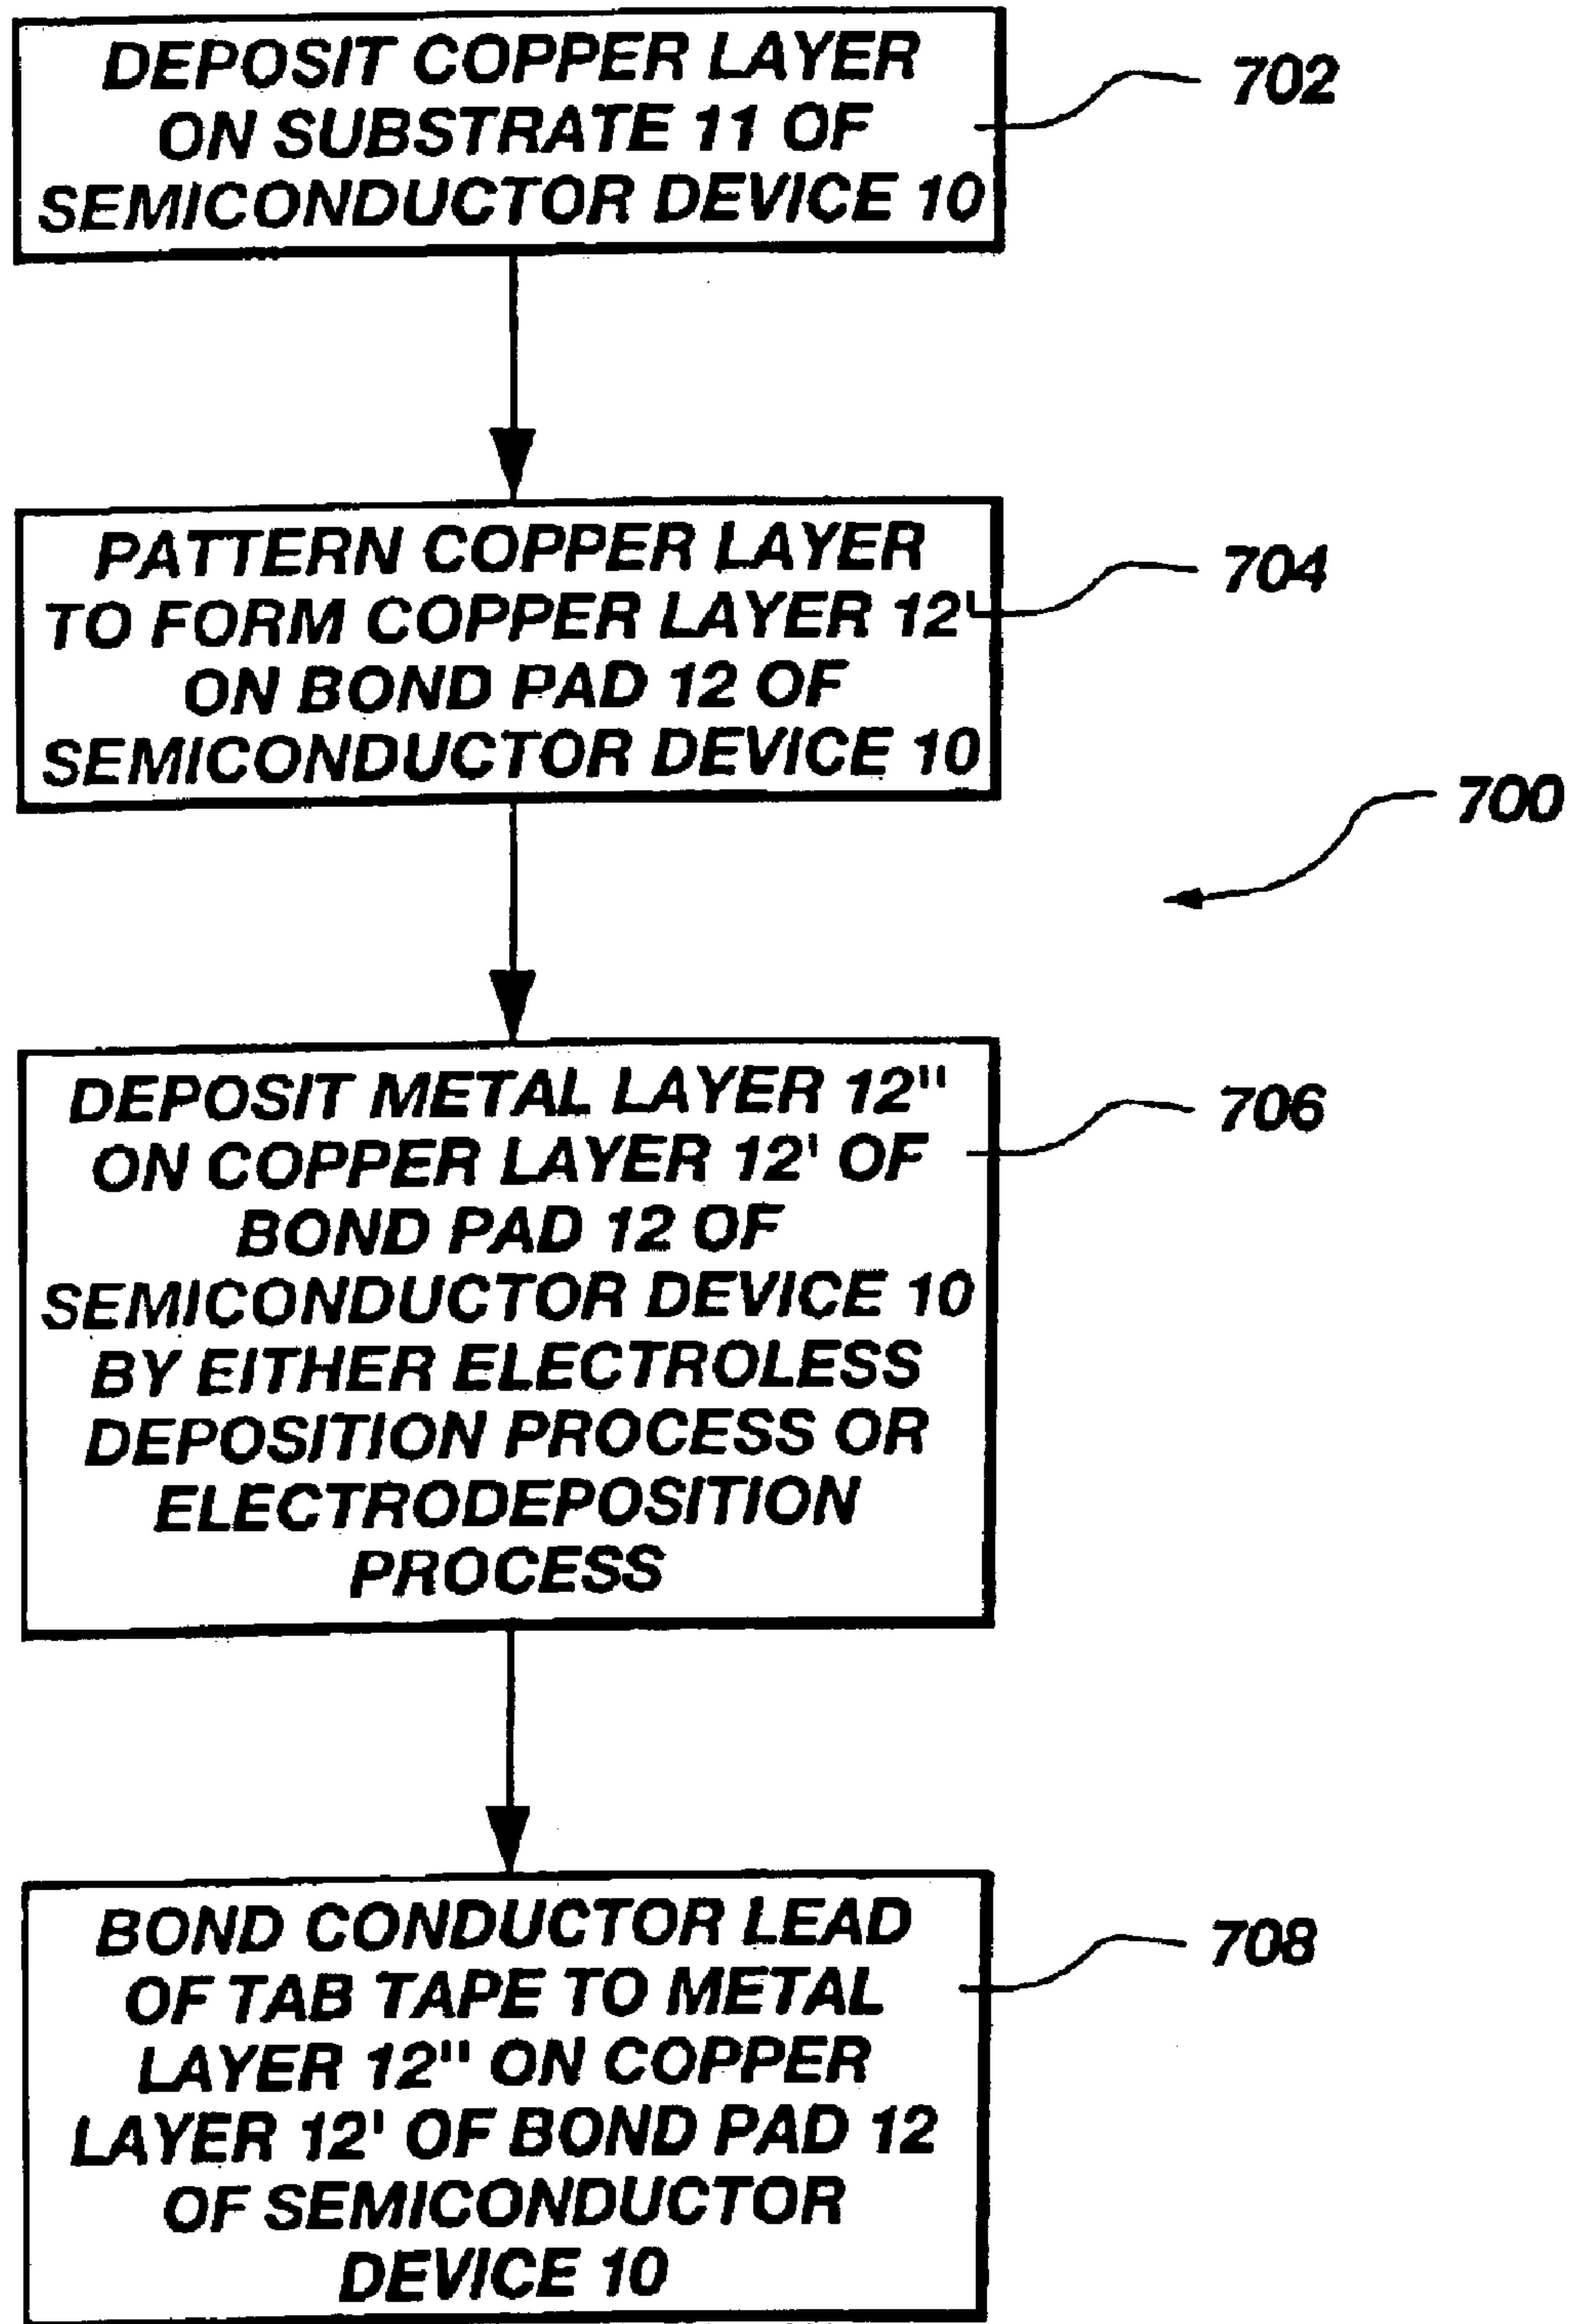 DEPOSIT COPPER LAYER
ON SUBSTRATE 11 OF
SEMICONDUCTOR DEVICE 10
702
PATTERN COPPER LAYER
TO FORM COPPER LAYER 12'
ON BOND PAD 12 OF
SEMICONDUCTOR DEVICE 10
704
700
DEPOSIT METAL LAYER 12"
ON COPPER LAYER 12' OF
BOND PAD 12 OF
SEMICONDUCTOR DEVICE 10
BY EITHER ELECTROLESS
DEPOSITION PROCESS OR
ELECTRODEPOSITION
PROCESS
706
BOND CONDUCTOR LEAD
OF TAB TAPE TO METAL
LAYER 12" ON COPPER
LAYER 12' OF BOND PAD 12
OF SEMICONDUCTOR
DEVICE 10
708